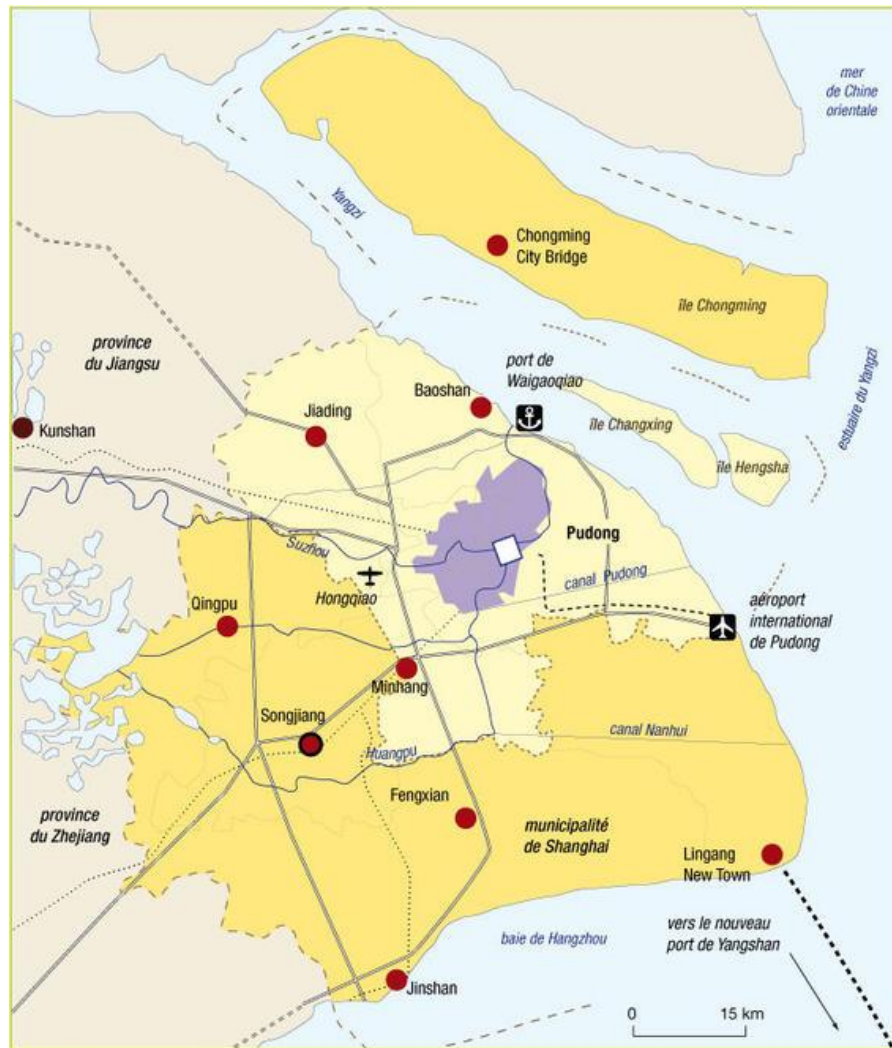 mer
de Chine
orientale
Yangzi
Chongming
City Bridge
île Chongming
province
du Jiangsu
port de
Waigaoqiao
Baoshan
Jiading
Kunshan
île Changxing
estuaire du Yangzi
île Hengsha
Suzhou
Pudong
Hongqiao
canal Pudong
Qingpu
aéroport
international
de Pudong
Minhang
Songjiang
canal Nanhui
Huangpu
Fengxian
province
du Zhejiang
municipalité
de Shanghai
Lingang
New Town
baie de Hangzhou
vers le nouveau
port de Yangshan
Jinshan
0 15 km